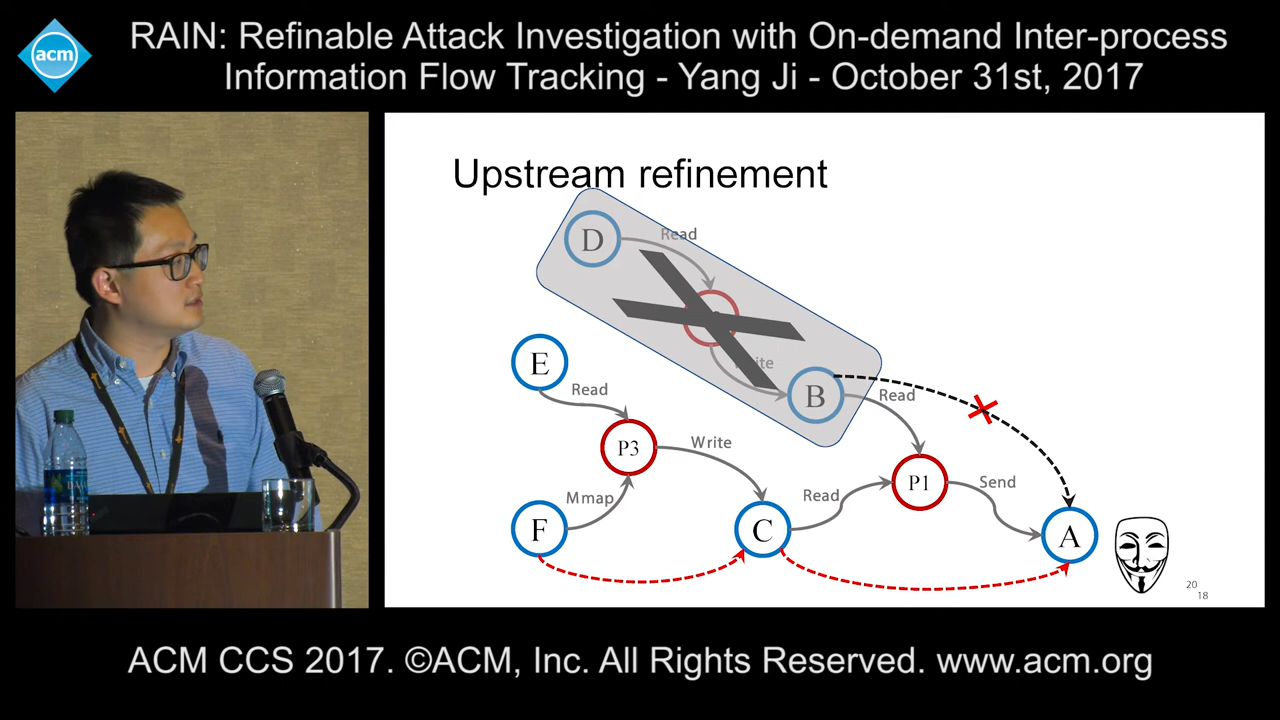 acm
RAIN: Refinable Attack Investigation with On-demand Inter-process
Information Flow Tracking - Yang Ji - October 31st, 2017
Upstream refinement
D
Read
B
Read
E
Read
P3
Write
Mmap
F
C
Read
P1
Send
A
20
18
ACM CCS 2017. ©ACM, Inc. All Rights Reserved. www.acm.org